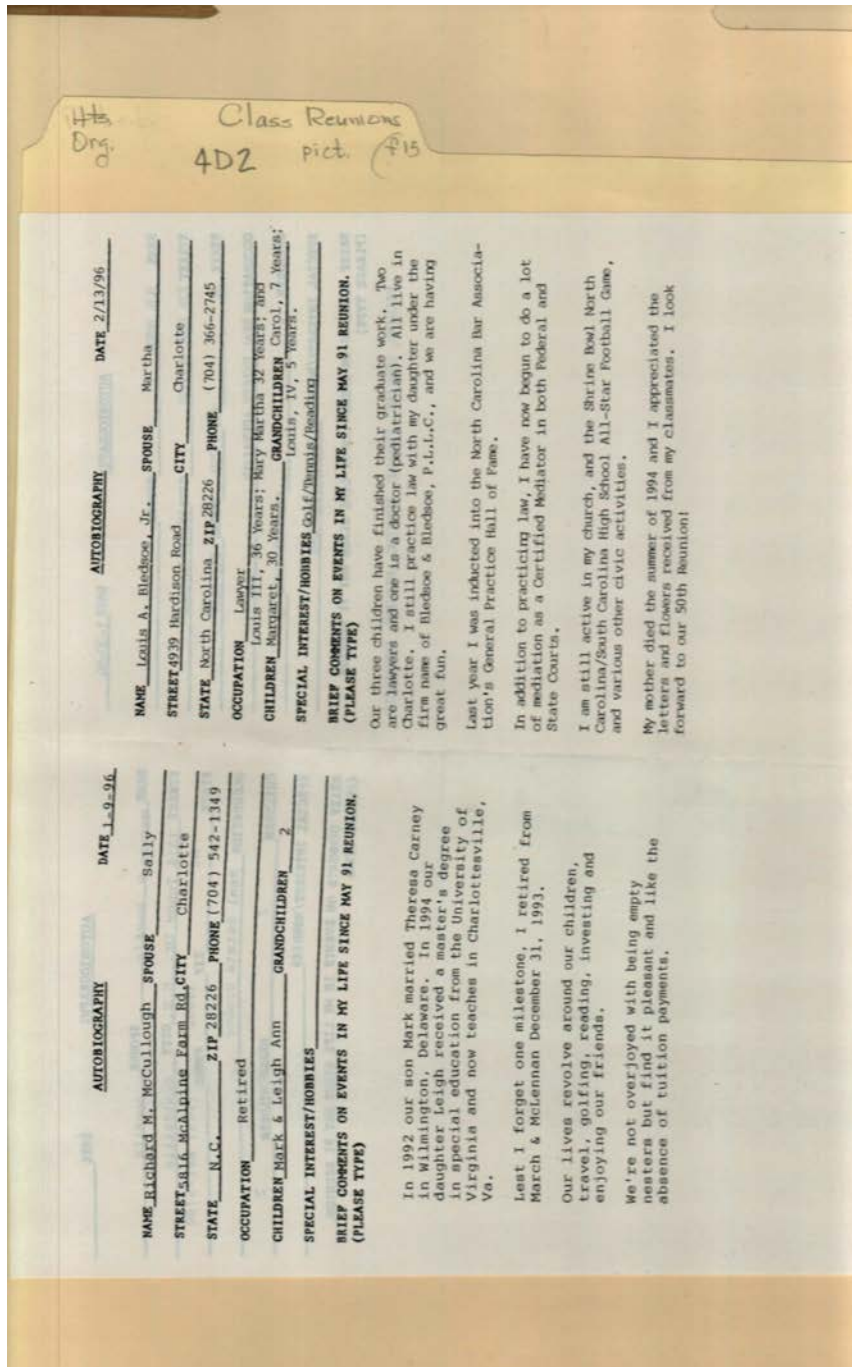 Hts. Class Reunions
Org. 4D2 pict. (f15
AUTOBIOGRAPHY DATE 1-9-96
NAME Richard M. McCullough SPOUSE Sally
STREET 5816 McAlpine Farm Rd. CITY Charlotte
STATE N.C. ZIP 28226 PHONE (704) 542-1349
OCCUPATION Retired
CHILDREN Mark & Leigh Ann GRANDCHILDREN 2
SPECIAL INTEREST/HOBBIES
BRIEF COMMENTS ON EVENTS IN MY LIFE SINCE MAY 91 REUNION.
(PLEASE TYPE)
In 1992 our son Mark married Theresa Carney
in Wilmington, Delaware. In 1994 our
daughter Leigh received a master's degree
in special education from the University of
Virginia and now teaches in Charlottesville,
Va.
Lest I forget one milestone, I retired from
March & McLennan December 31, 1993.
Our lives revolve around our children,
travel, golfing, reading, investing and
enjoying our friends.
We're not overjoyed with being empty
nesters but find it pleasant and like the
absence of tuition payments.
AUTOBIOGRAPHY DATE 2/13/96
NAME Louis A. Bledsoe, Jr. SPOUSE Martha
STREET 4939 Hardison Road CITY Charlotte
STATE North Carolina ZIP 28226 PHONE (704) 366-2745
OCCUPATION Lawyer
Louis III, 36 Years; Mary Martha 32 Years; and
CHILDREN Margaret, 30 Years. GRANDCHILDREN Carol, 7 Years;
Louis, IV, 5 Years.
SPECIAL INTEREST/HOBBIES Golf/Tennis/Reading
BRIEF COMMENTS ON EVENTS IN MY LIFE SINCE MAY 91 REUNION.
(PLEASE TYPE)
Our three children have finished their graduate work. Two
are lawyers and one is a doctor (pediatrician). All live in
Charlotte. I still practice law with my daughter under the
firm name of Bledsoe & Bledsoe, P.L.L.C., and we are having
great fun.
Last year I was inducted into the North Carolina Bar Associa-
tion's General Practice Hall of Fame.
In addition to practicing law, I have now begun to do a lot
of mediation as a Certified Mediator in both Federal and
State Courts.
I am still active in my church, and the Shrine Bowl North
Carolina/South Carolina High School All-Star Football Game,
and various other civic activities.
My mother died the summer of 1994 and I appreciated the
letters and flowers received from my classmates. I look
forward to our 50th Reunion!